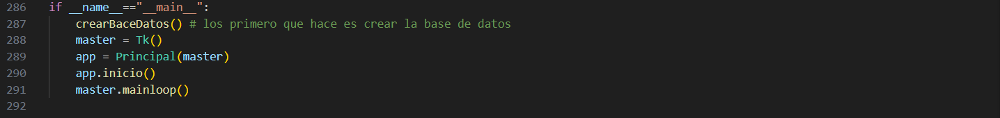 286 if __name__=="__main__":
287 crearBaceDatos() # los primero que hace es crear la base de datos
288 master = Tk()
289 app = Principal(master)
290 app.inicio()
291 master.mainloop()
292